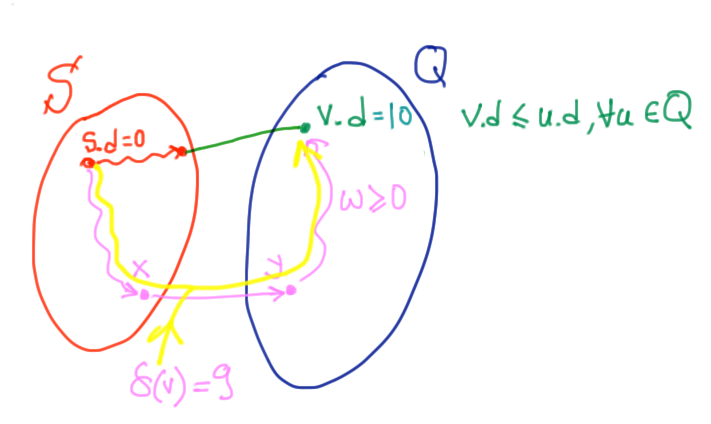 S
Q
s.d=0
v.d=10
v.d ≤ u.d, ∀u ∈ Q
w ≥ 0
x
y
δ(v)=9